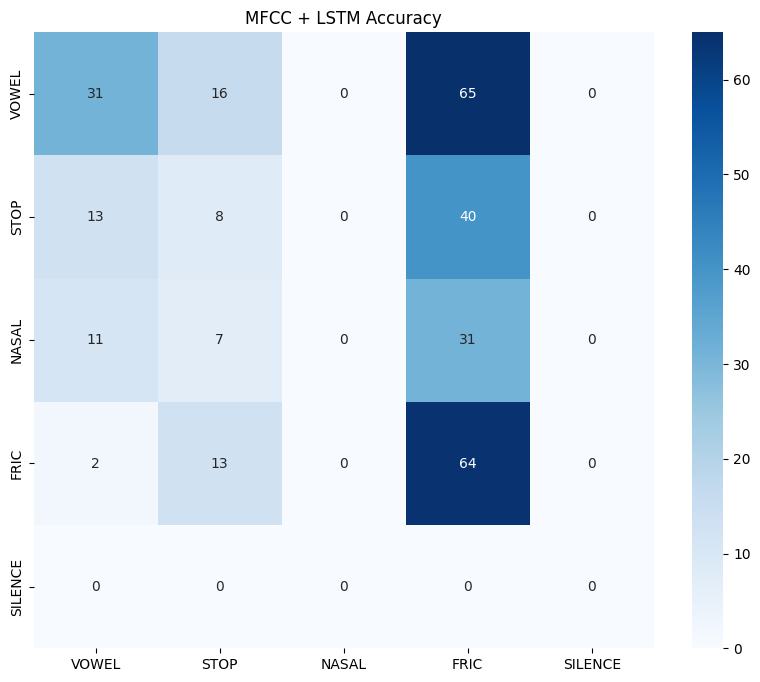 MFCC + LSTM Accuracy
VOWEL 31 16 0 65 0
STOP 13 8 0 40 0
NASAL 11 7 0 31 0
FRIC 2 13 0 64 0
SILENCE 0 0 0 0 0
VOWEL STOP NASAL FRIC SILENCE
60
50
40
30
20
10
0